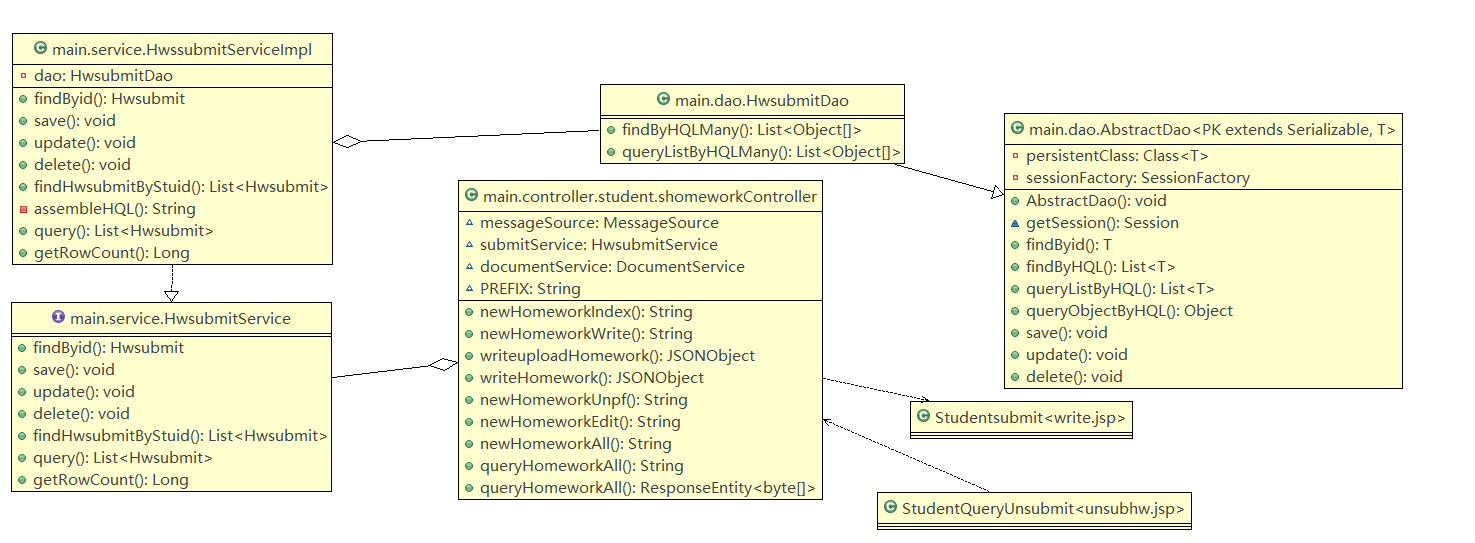 main.service.HwssubmitServiceImpl
dao: HwsubmitDao
findByid(): Hwsubmit
save(): void
update(): void
delete(): void
findHwsubmitByStuid(): List<Hwsubmit>
assembleHQL(): String
query(): List<Hwsubmit>
getRowCount(): Long
main.service.HwsubmitService
findByid(): Hwsubmit
save(): void
update(): void
delete(): void
findHwsubmitByStuid(): List<Hwsubmit>
query(): List<Hwsubmit>
getRowCount(): Long
main.dao.HwsubmitDao
findByHQLMany(): List<Object[]>
queryListByHQLMany(): List<Object[]>
main.controller.student.shomeworkController
messageSource: MessageSource
submitService: HwsubmitService
documentService: DocumentService
PREFIX: String
newHomeworkIndex(): String
newHomeworkWrite(): String
writeuploadHomework(): JSONObject
writeHomework(): JSONObject
newHomeworkUnpf(): String
newHomeworkEdit(): String
newHomeworkAll(): String
queryHomeworkAll(): String
queryHomeworkAll(): ResponseEntity<byte[]>
main.dao.AbstractDao<PK extends Serializable, T>
persistentClass: Class<T>
sessionFactory: SessionFactory
AbstractDao(): void
getSession(): Session
findByid(): T
findByHQL(): List<T>
queryListByHQL(): List<T>
queryObjectByHQL(): Object
save(): void
update(): void
delete(): void
Studentsubmit<write.jsp>
StudentQueryUnsubmit<unsubhw.jsp>